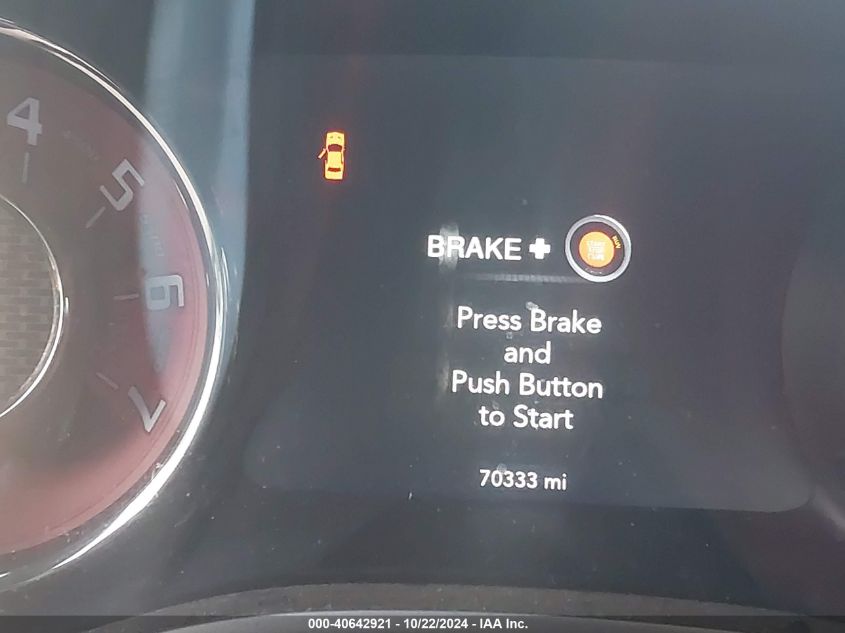 4
5
6
7
BRAKE +
START
Press Brake
and
Push Button
to Start
70333 mi
000-40642921 - 10/22/2024 - IAA Inc.